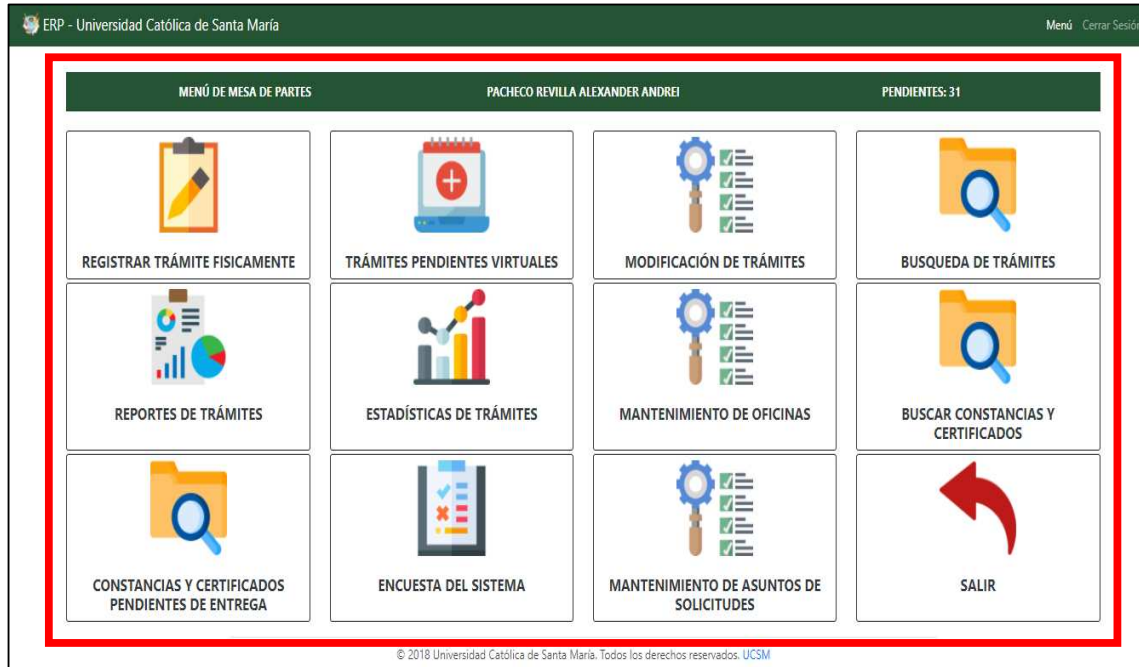 ERP - Universidad Católica de Santa María
Menú Cerrar Sesión
MENÚ DE MESA DE PARTES PACHECO REVILLA ALEXANDER ANDREI PENDIENTES: 31
REGISTRAR TRÁMITE FISICAMENTE
TRÁMITES PENDIENTES VIRTUALES
MODIFICACIÓN DE TRÁMITES
BUSQUEDA DE TRÁMITES
REPORTES DE TRÁMITES
ESTADÍSTICAS DE TRÁMITES
MANTENIMIENTO DE OFICINAS
BUSCAR CONSTANCIAS Y
CERTIFICADOS
CONSTANCIAS Y CERTIFICADOS
PENDIENTES DE ENTREGA
ENCUESTA DEL SISTEMA
MANTENIMIENTO DE ASUNTOS DE
SOLICITUDES
SALIR
© 2018 Universidad Católica de Santa María. Todos los derechos reservados. UCSM